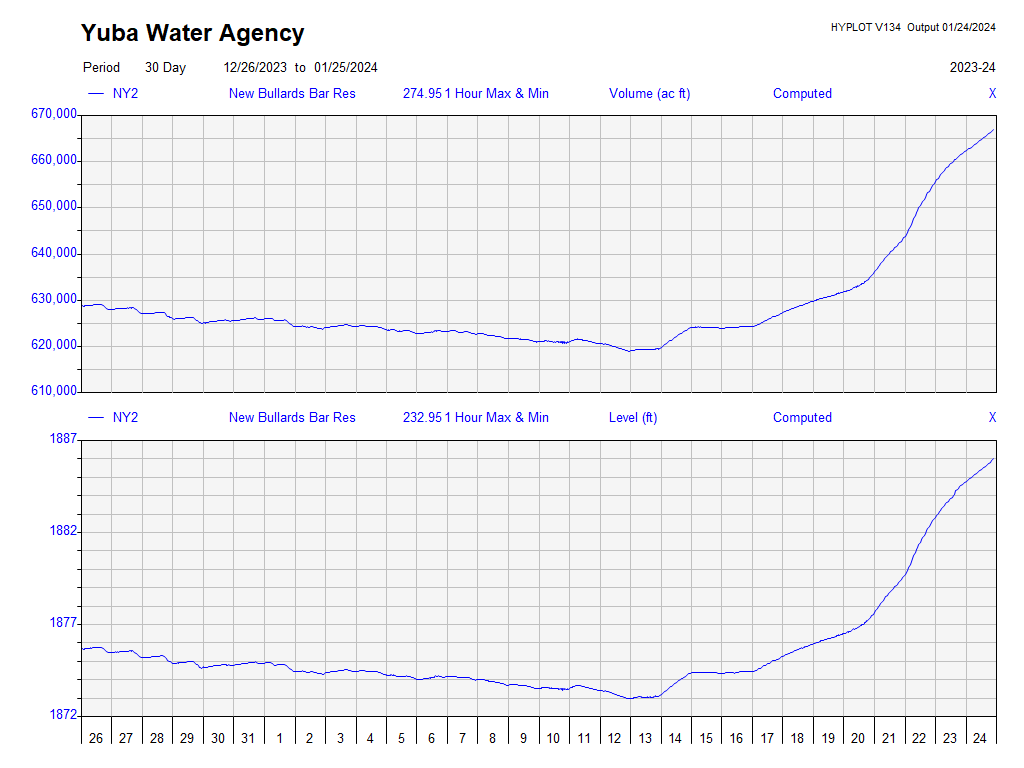 Yuba Water Agency
HYPLOT V134 Output 01/24/2024
Period 30 Day 12/26/2023 to 01/25/2024 2023-24
NY2 New Bullards Bar Res 274.95 1 Hour Max & Min Volume (ac ft) Computed X
670,000
660,000
650,000
640,000
630,000
620,000
610,000
NY2 New Bullards Bar Res 232.95 1 Hour Max & Min Level (ft) Computed X
1887
1882
1877
1872
26 27 28 29 30 31 1 2 3 4 5 6 7 8 9 10 11 12 13 14 15 16 17 18 19 20 21 22 23 24